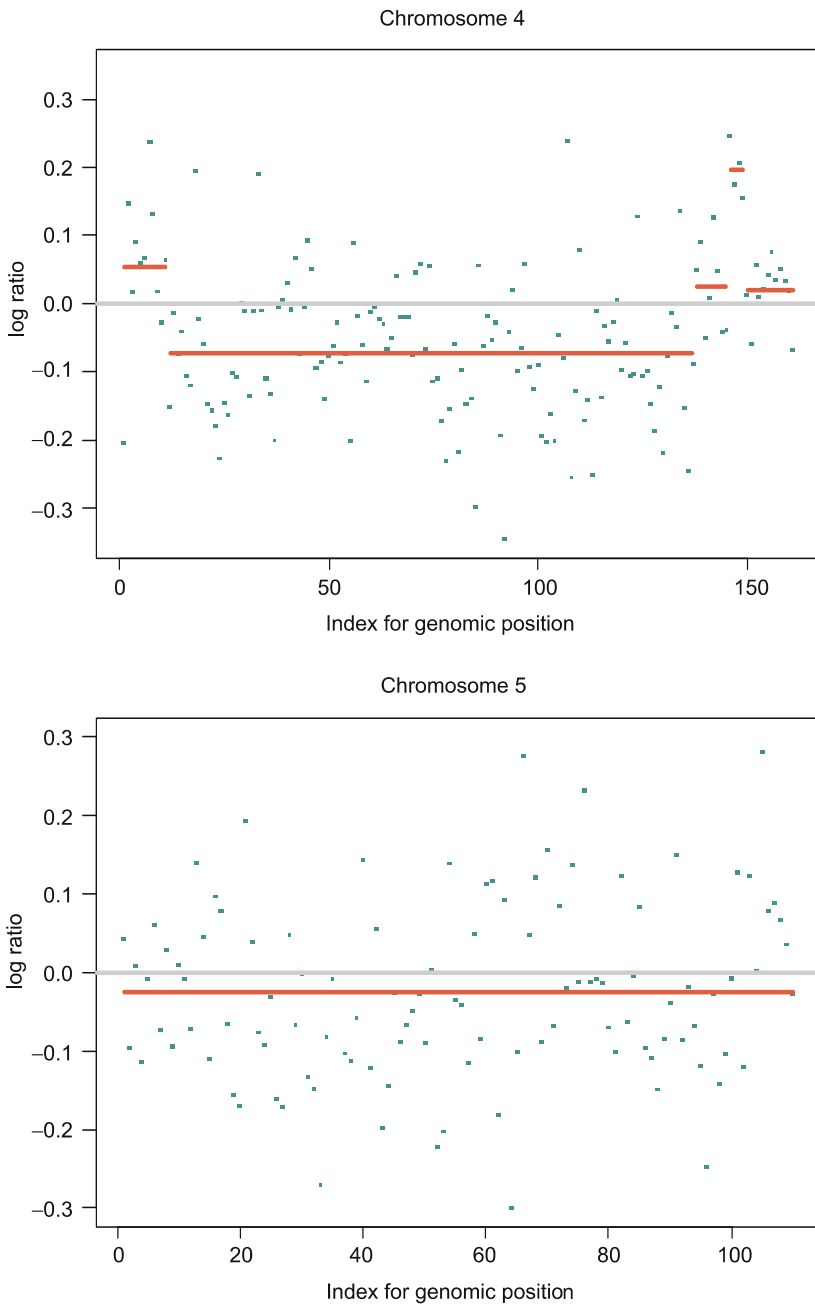 Chromosome 4
log ratio
0.3
0.2
0.1
0.0
−0.1
−0.2
−0.3
0 50 100 150
Index for genomic position
Chromosome 5
log ratio
0.3
0.2
0.1
0.0
−0.1
−0.2
−0.3
0 20 40 60 80 100
Index for genomic position